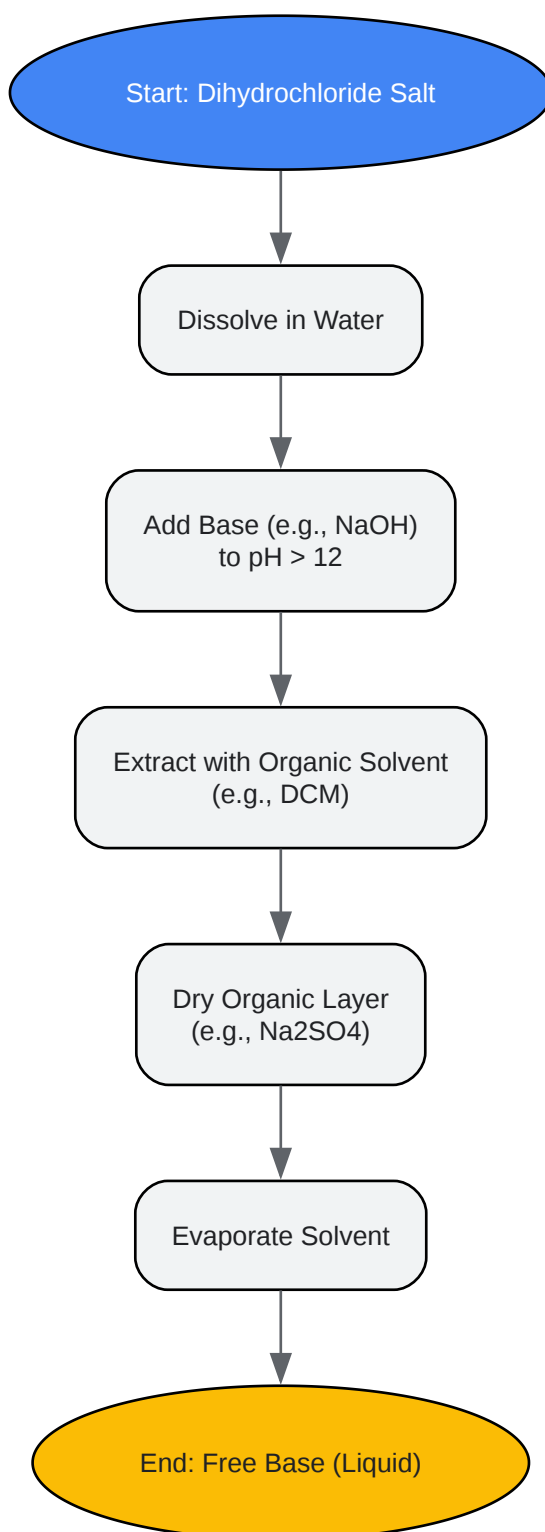 Start: Dihydrochloride Salt
Dissolve in Water
Add Base (e.g., NaOH)
to pH > 12
Extract with Organic Solvent
(e.g., DCM)
Dry Organic Layer
(e.g., Na2SO4)
Evaporate Solvent
End: Free Base (Liquid)